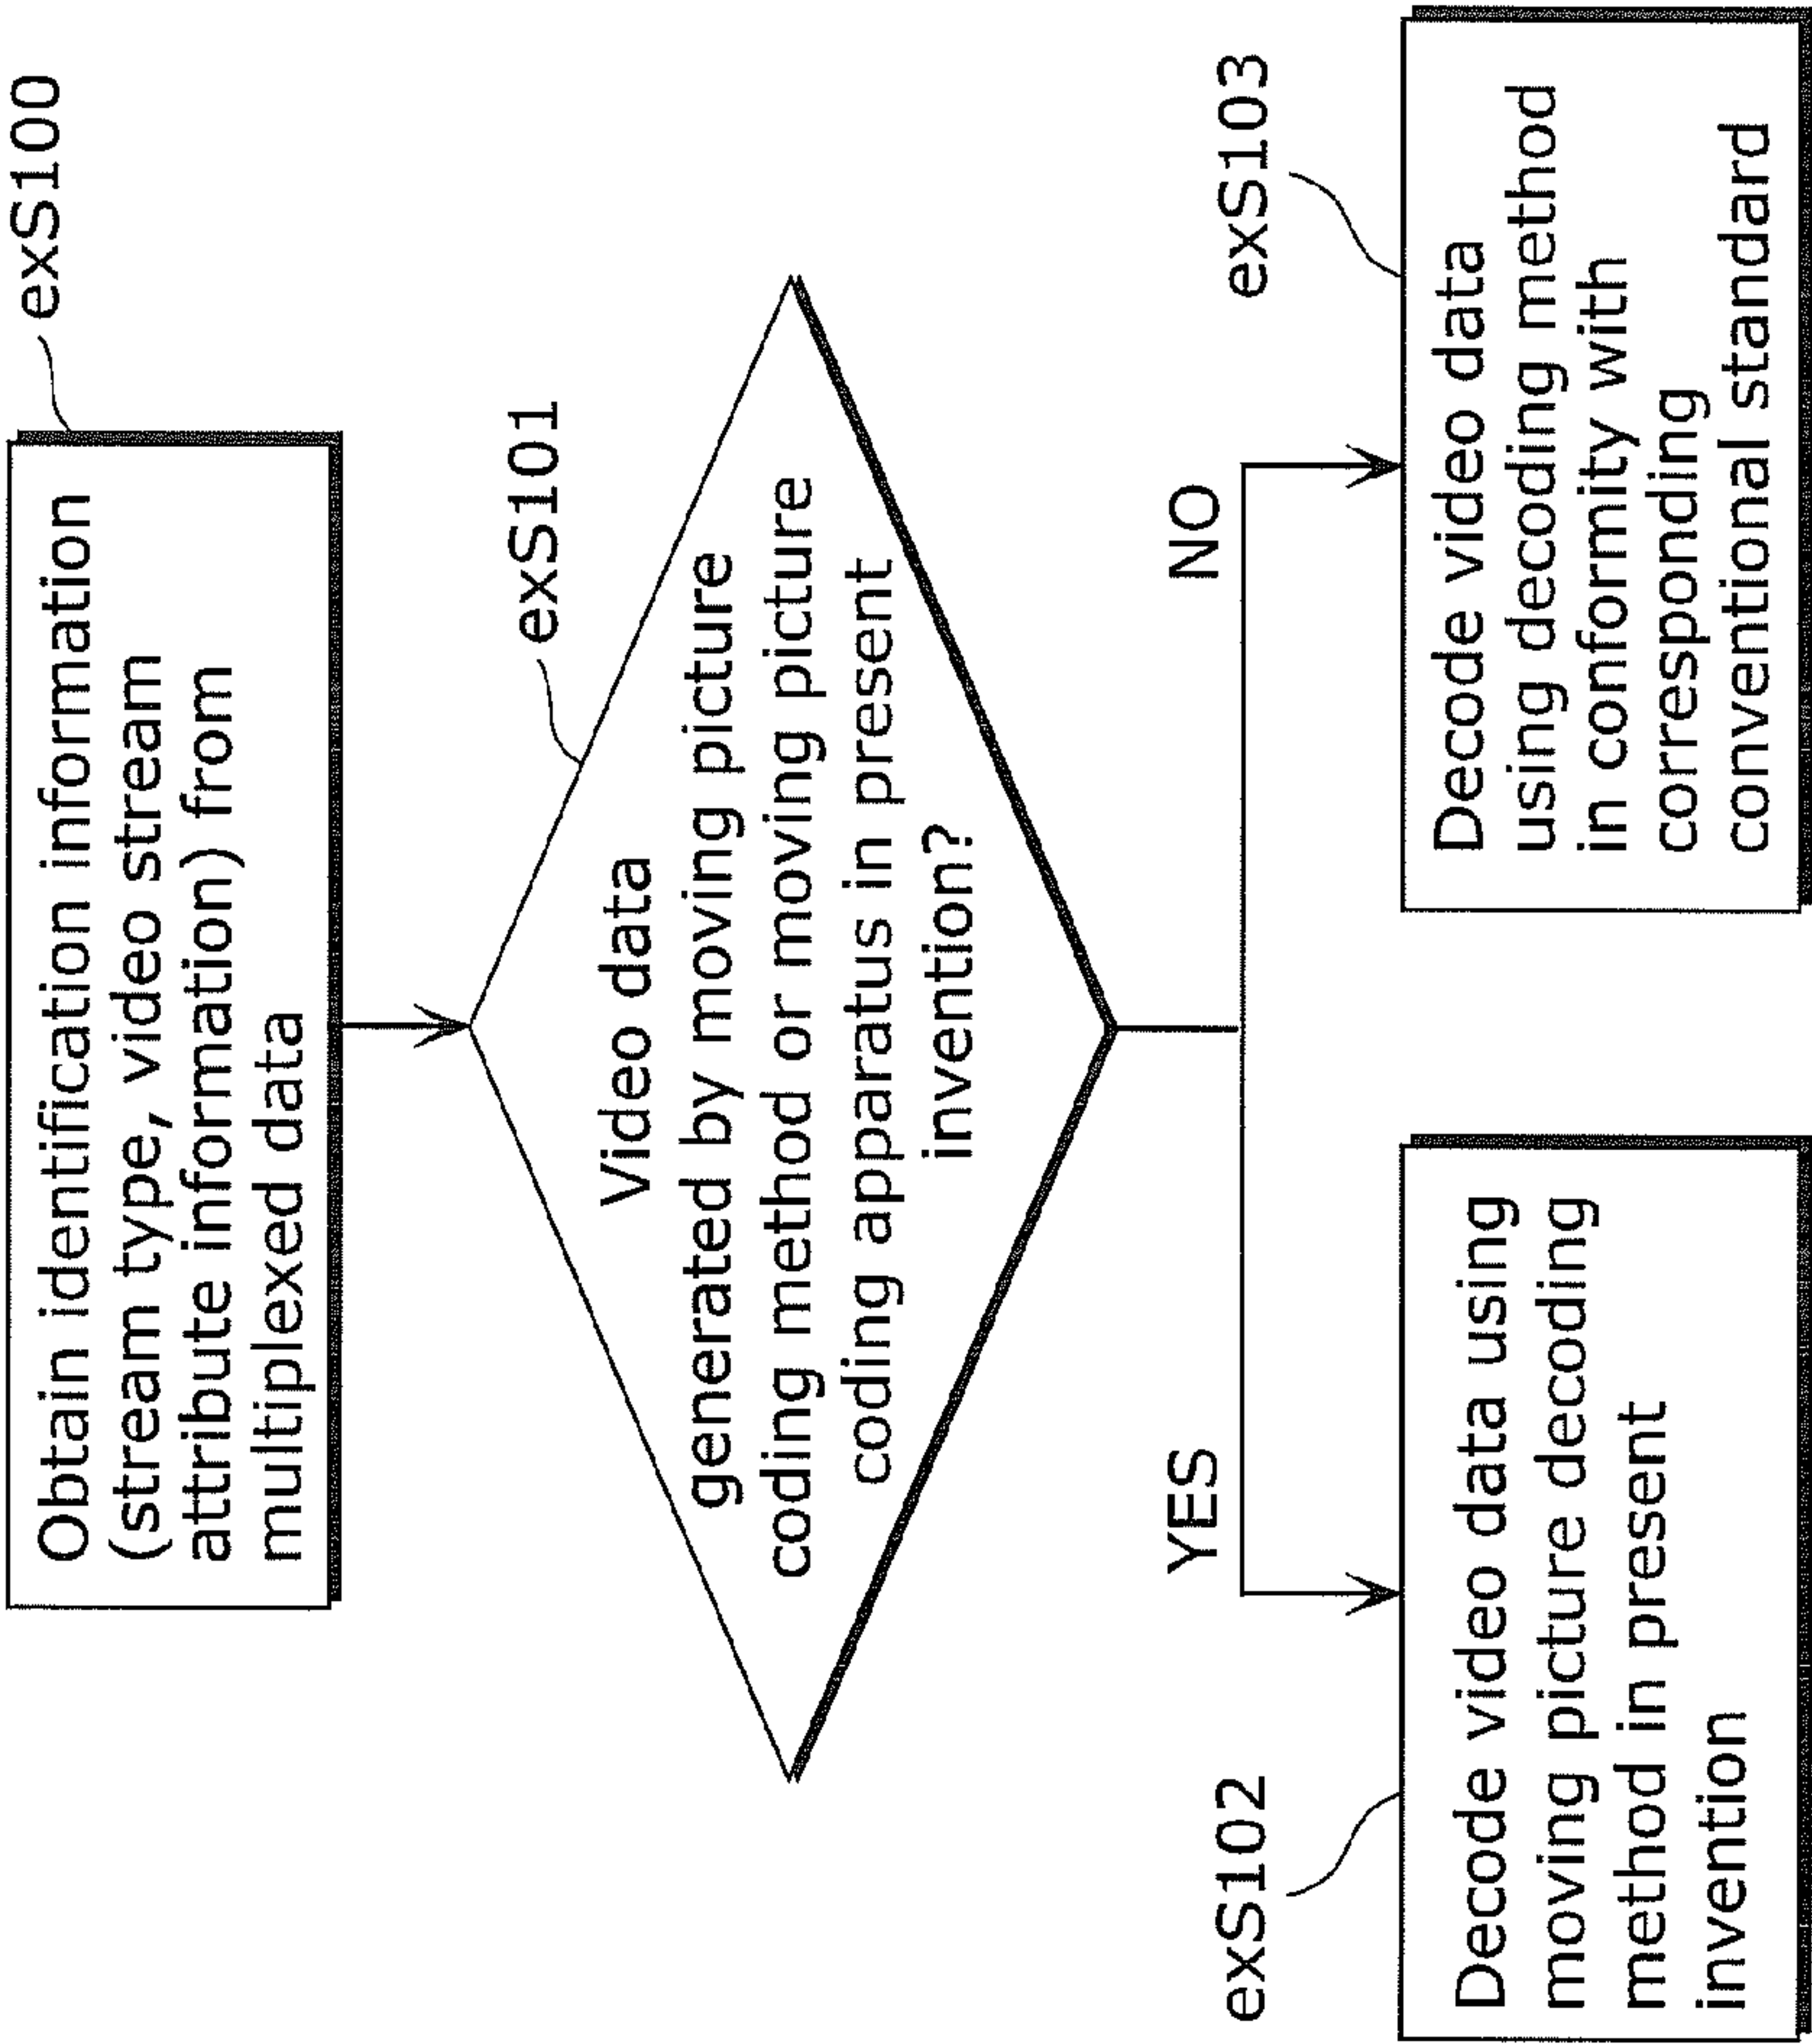 exS100
Obtain identification information
(stream type, video stream
attribute information) from
multiplexed data
exS101
Video data
generated by moving picture
coding method or moving picture
coding apparatus in present
invention?
YES
NO
exS102
Decode video data using
moving picture decoding
method in present
invention
exS103
Decode video data
using decoding method
in conformity with
corresponding
conventional standard